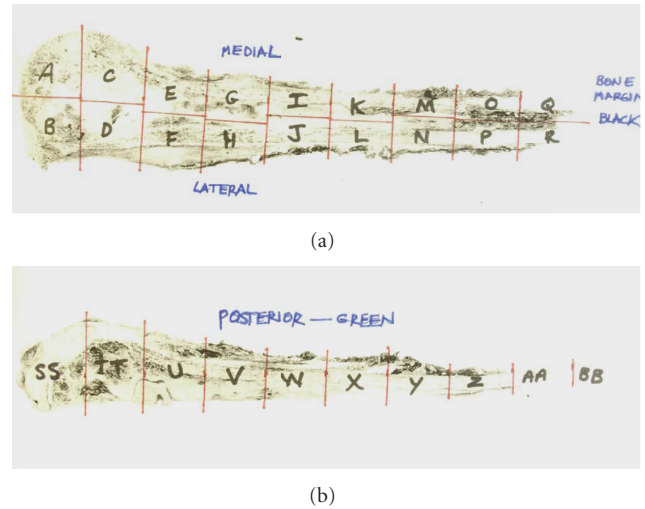 MEDIAL
A C E G I K M O Q
BONE
MARGIN
BLACK
B D F H J L N P R
LATERAL
(a)
POSTERIOR — GREEN
SS TT U V W X Y Z AA BB
(b)